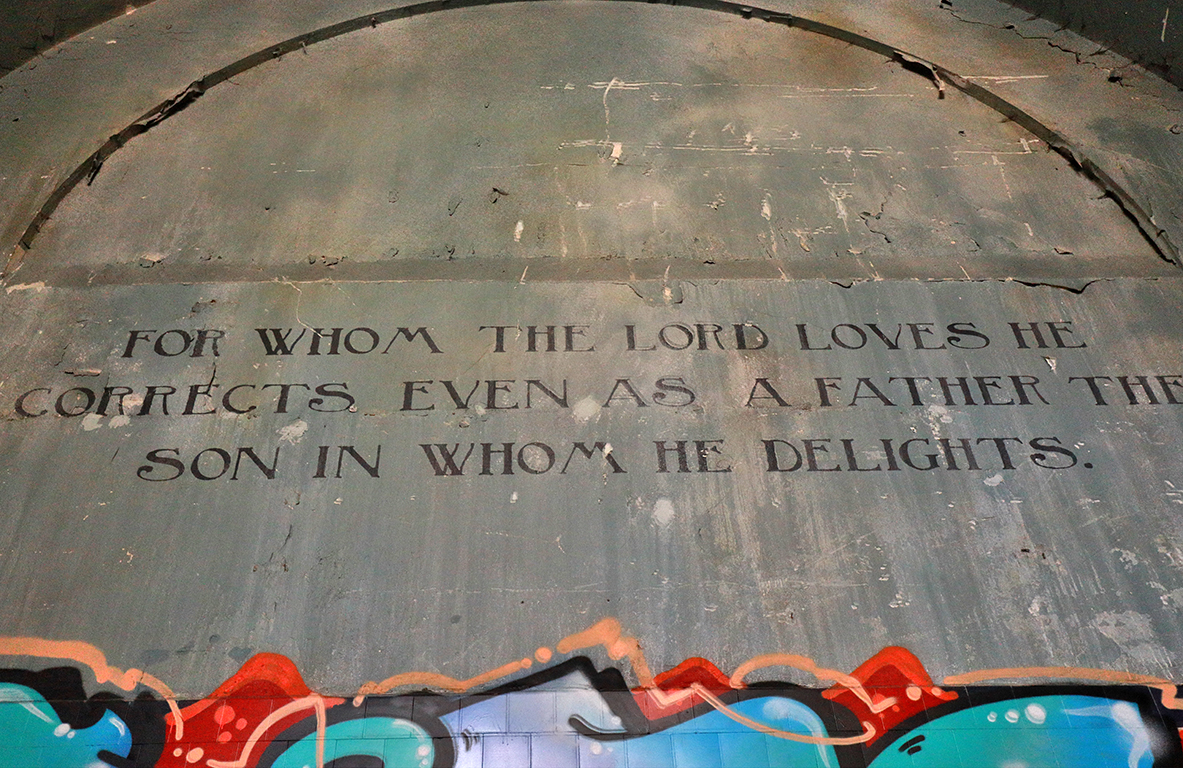 FOR WHOM THE LORD LOVES HE
CORRECTS EVEN AS A FATHER THE
SON IN WHOM HE DELIGHTS.